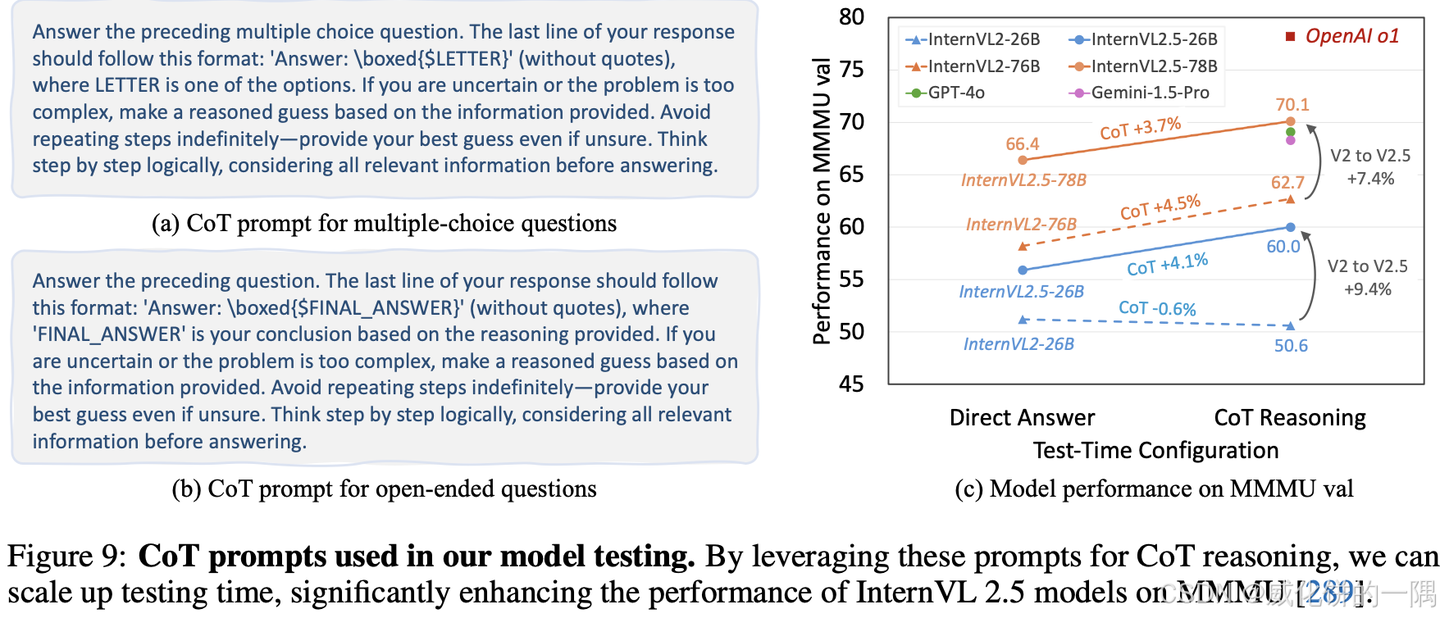 Answer the preceding multiple choice question. The last line of your response
should follow this format: 'Answer: \boxed{$LETTER}' (without quotes),
where LETTER is one of the options. If you are uncertain or the problem is too
complex, make a reasoned guess based on the information provided. Avoid
repeating steps indefinitely—provide your best guess even if unsure. Think
step by step logically, considering all relevant information before answering.
(a) CoT prompt for multiple-choice questions
Answer the preceding question. The last line of your response should follow
this format: 'Answer: \boxed{$FINAL_ANSWER}' (without quotes), where
'FINAL_ANSWER' is your conclusion based on the reasoning provided. If you
are uncertain or the problem is too complex, make a reasoned guess based on
the information provided. Avoid repeating steps indefinitely—provide your
best guess even if unsure. Think step by step logically, considering all relevant
information before answering.
(b) CoT prompt for open-ended questions
Performance on MMMU val
80
75
70
65
60
55
50
45
InternVL2-26B
InternVL2.5-26B
InternVL2-76B
InternVL2.5-78B
GPT-4o
Gemini-1.5-Pro
OpenAI o1
70.1
CoT +3.7%
66.4
InternVL2.5-78B
V2 to V2.5
+7.4%
62.7
CoT +4.5%
InternVL2-76B
60.0
CoT +4.1%
InternVL2.5-26B
V2 to V2.5
+9.4%
CoT -0.6%
InternVL2-26B
50.6
Direct Answer
CoT Reasoning
Test-Time Configuration
(c) Model performance on MMMU val
Figure 9: CoT prompts used in our model testing. By leveraging these prompts for CoT reasoning, we can
scale up testing time, significantly enhancing the performance of InternVL 2.5 models on MMMU [289].
CSDN @威化饼的一隅